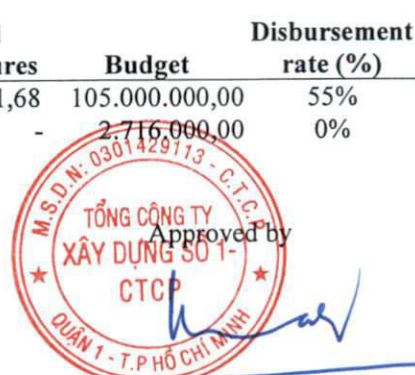 Disbursement
ures Budget rate (%)
1,68 105.000.000,00 55%
- 2.716.000,00 0%
M.S.D.N: 0301429113 - C.T.C.P
TỔNG CÔNG TY
XÂY DỰNG SỐ 1-
CTCP
QUẬN 1 - T.P HỒ CHÍ MINH
Approved by